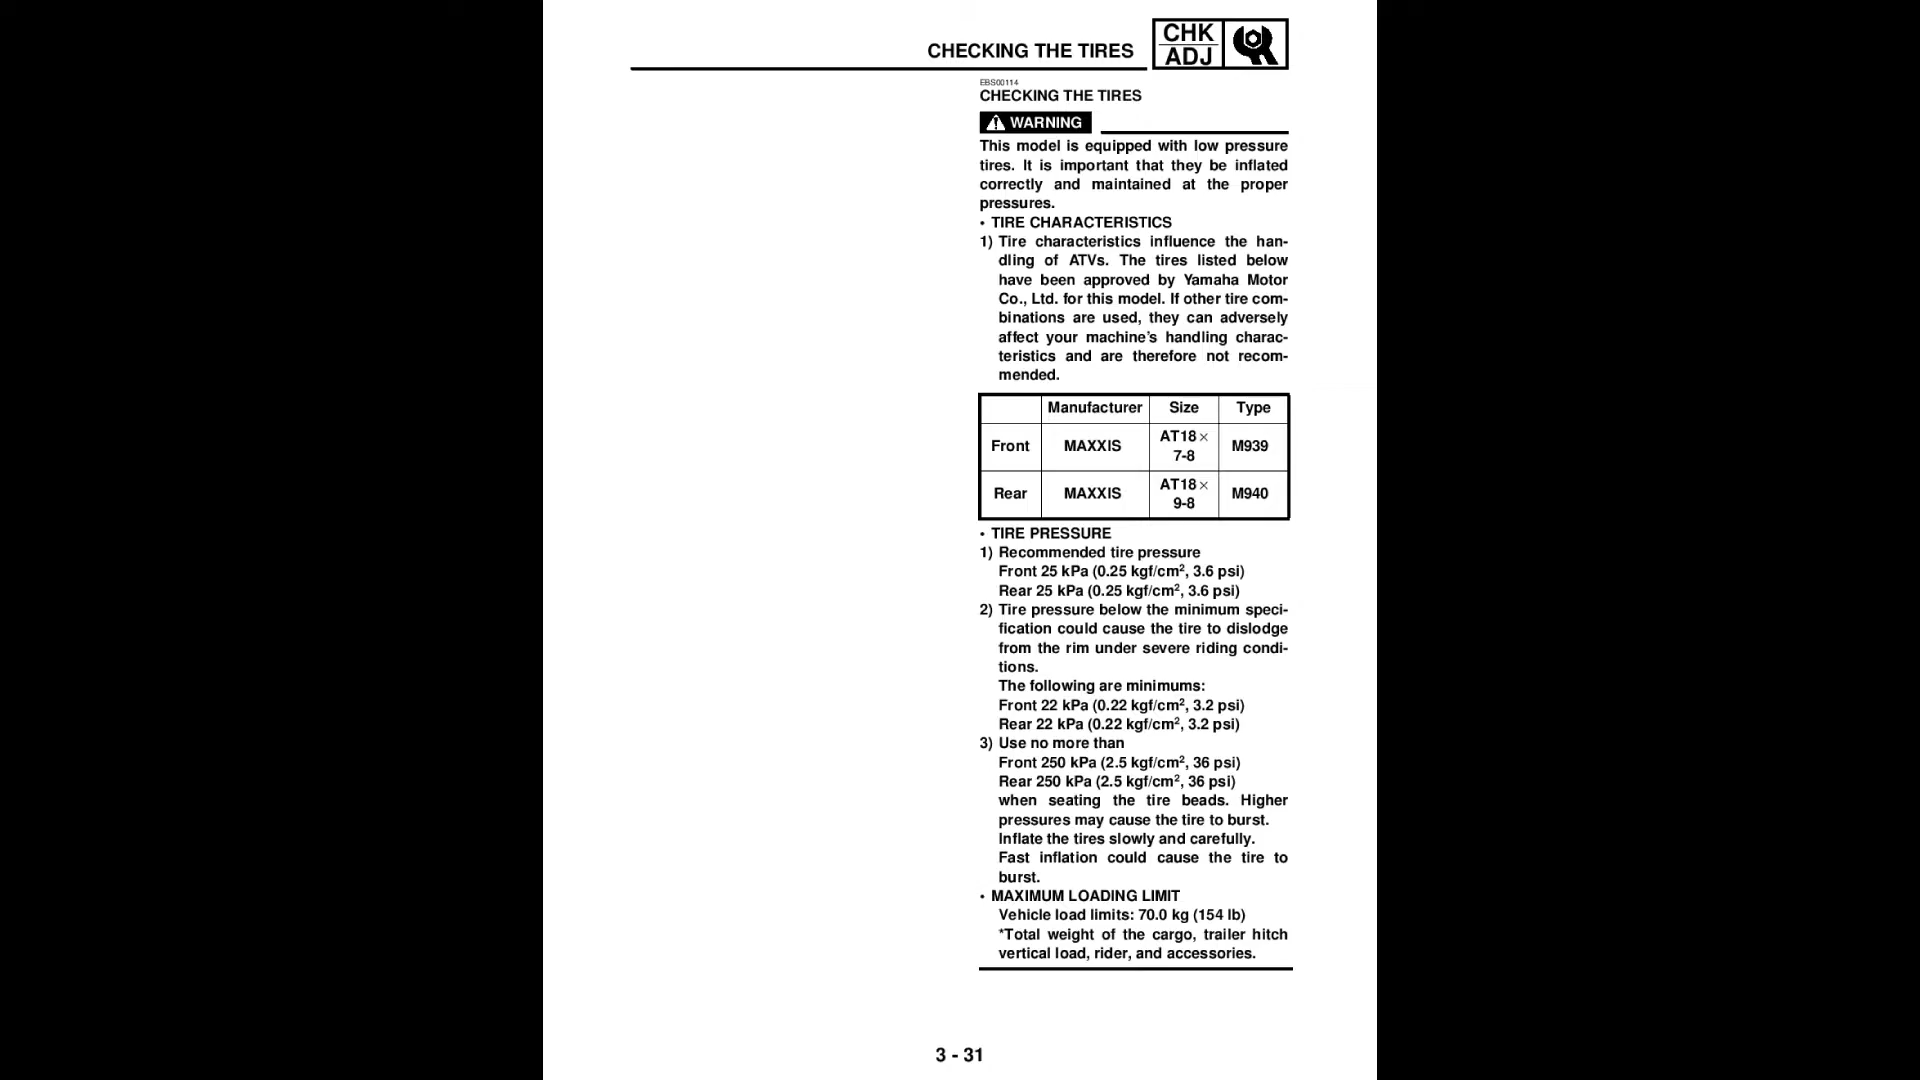 CHECKING THE TIRES
CHK
ADJ
EBS00114
CHECKING THE TIRES
WARNING
This model is equipped with low pressure
tires. It is important that they be inflated
correctly and maintained at the proper
pressures.
• TIRE CHARACTERISTICS
1) Tire characteristics influence the han-
dling of ATVs. The tires listed below
have been approved by Yamaha Motor
Co., Ltd. for this model. If other tire com-
binations are used, they can adversely
affect your machine’s handling charac-
teristics and are therefore not recom-
mended.
Manufacturer Size Type
Front MAXXIS AT18 × 7-8 M939
Rear MAXXIS AT18 × 9-8 M940
• TIRE PRESSURE
1) Recommended tire pressure
Front 25 kPa (0.25 kgf/cm², 3.6 psi)
Rear 25 kPa (0.25 kgf/cm², 3.6 psi)
2) Tire pressure below the minimum speci-
fication could cause the tire to dislodge
from the rim under severe riding condi-
tions.
The following are minimums:
Front 22 kPa (0.22 kgf/cm², 3.2 psi)
Rear 22 kPa (0.22 kgf/cm², 3.2 psi)
3) Use no more than
Front 250 kPa (2.5 kgf/cm², 36 psi)
Rear 250 kPa (2.5 kgf/cm², 36 psi)
when seating the tire beads. Higher
pressures may cause the tire to burst.
Inflate the tires slowly and carefully.
Fast inflation could cause the tire to
burst.
• MAXIMUM LOADING LIMIT
Vehicle load limits: 70.0 kg (154 lb)
*Total weight of the cargo, trailer hitch
vertical load, rider, and accessories.
3 - 31